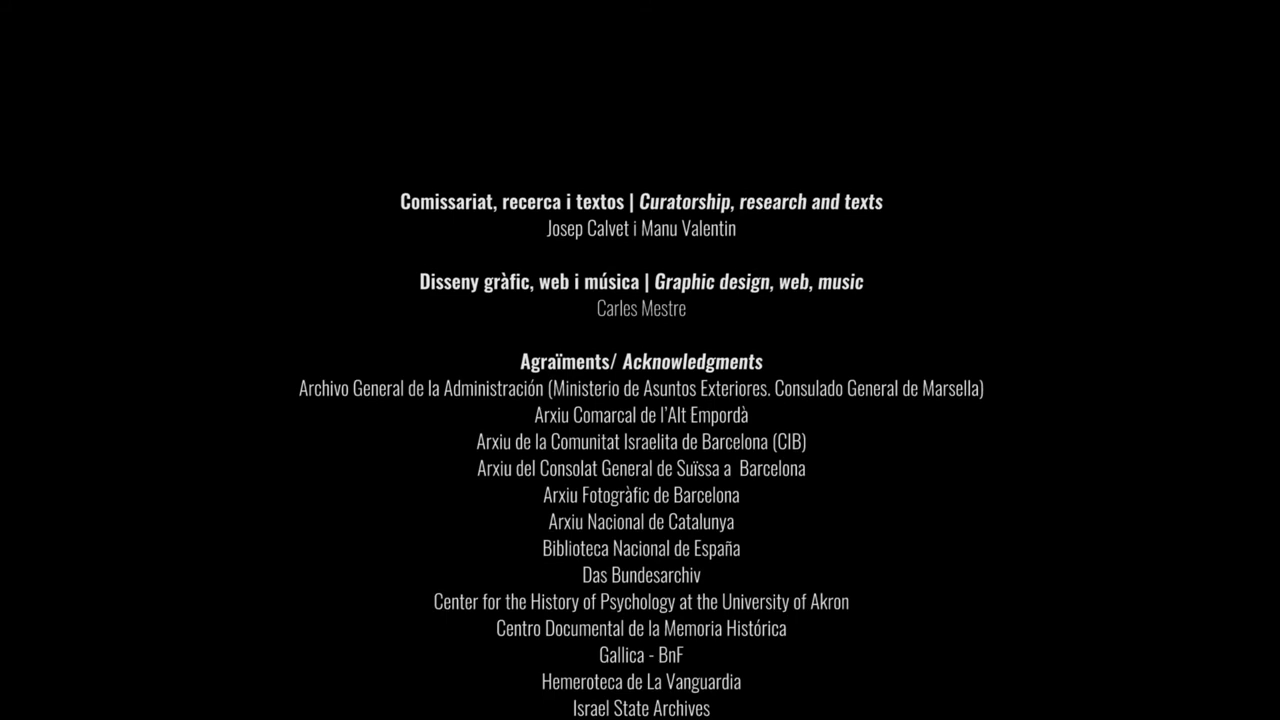 Comissariat, recerca i textos | Curatorship, research and texts
Josep Calvet i Manu Valentin
Disseny gràfic, web i música | Graphic design, web, music
Carles Mestre
Agraïments/ Acknowledgments
Archivo General de la Administración (Ministerio de Asuntos Exteriores. Consulado General de Marsella)
Arxiu Comarcal de l'Alt Empordà
Arxiu de la Comunitat Israelita de Barcelona (CIB)
Arxiu del Consolat General de Suïssa a Barcelona
Arxiu Fotogràfic de Barcelona
Arxiu Nacional de Catalunya
Biblioteca Nacional de España
Das Bundesarchiv
Center for the History of Psychology at the University of Akron
Centro Documental de la Memoria Histórica
Gallica - BnF
Hemeroteca de La Vanguardia
Israel State Archives